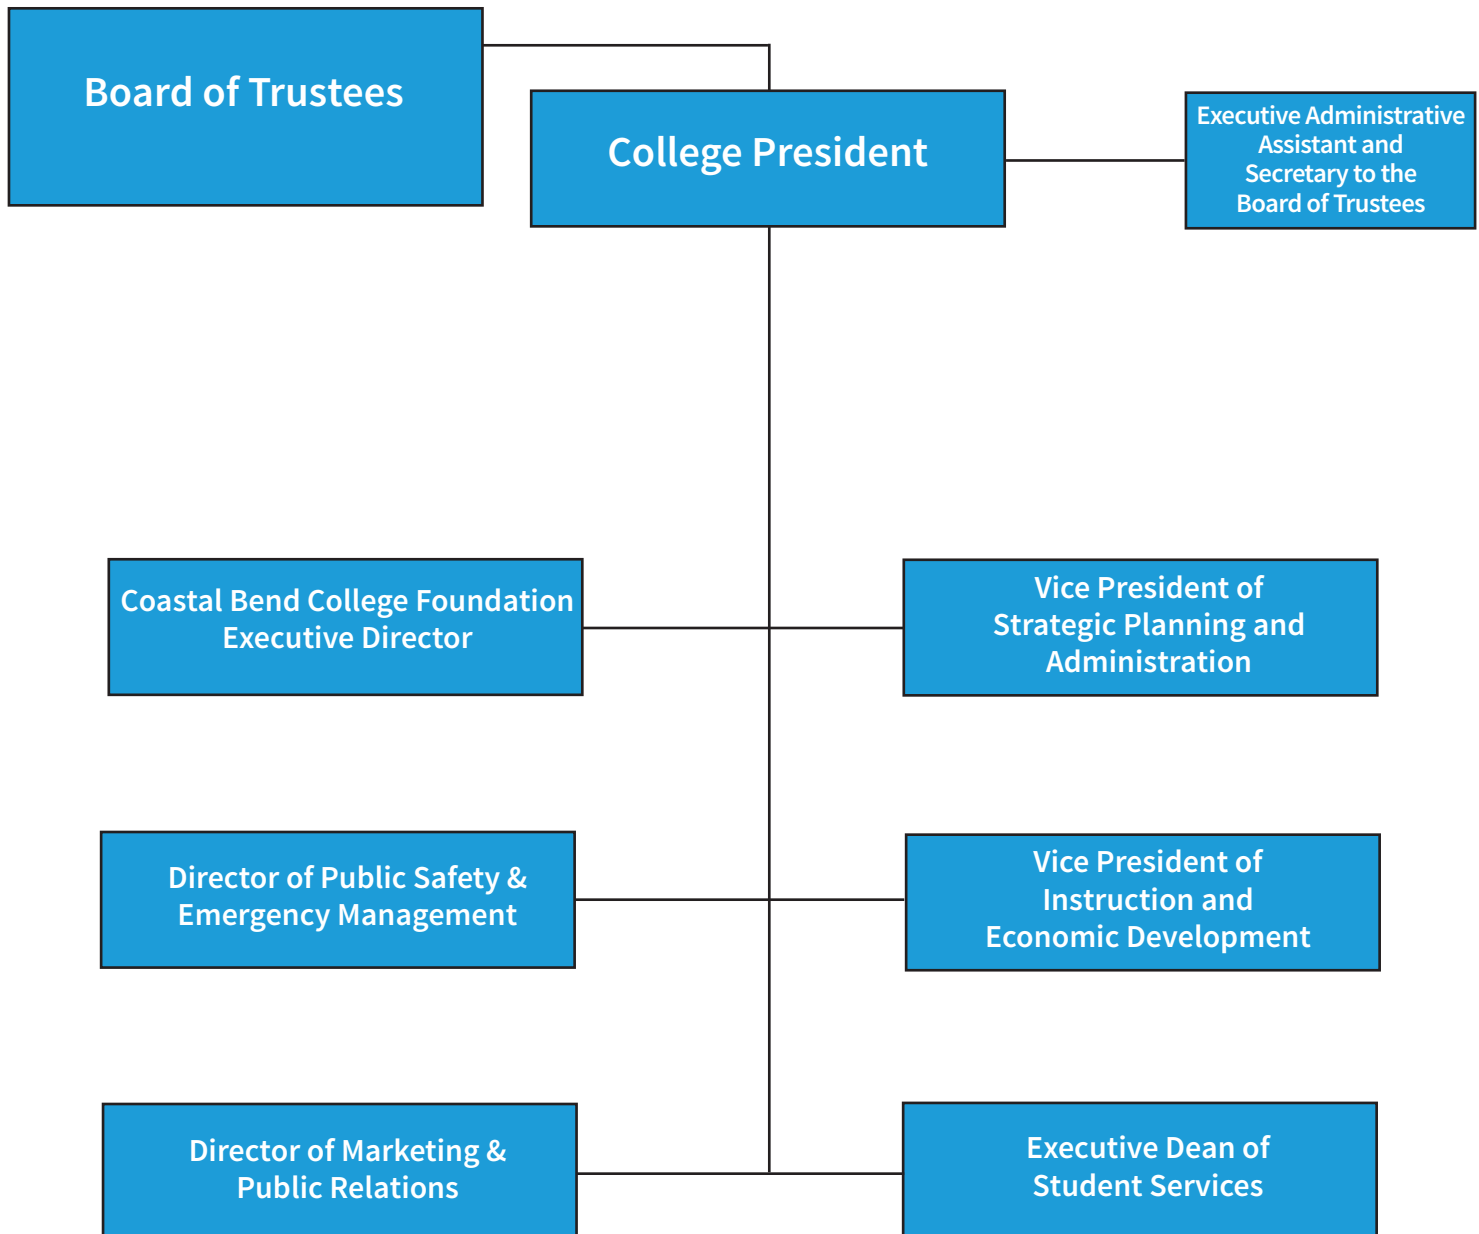 Board of Trustees
College President
Executive Administrative
Assistant and
Secretary to the
Board of Trustees
Coastal Bend College Foundation
Executive Director
Vice President of
Strategic Planning and
Administration
Director of Public Safety &
Emergency Management
Vice President of
Instruction and
Economic Development
Director of Marketing &
Public Relations
Executive Dean of
Student Services